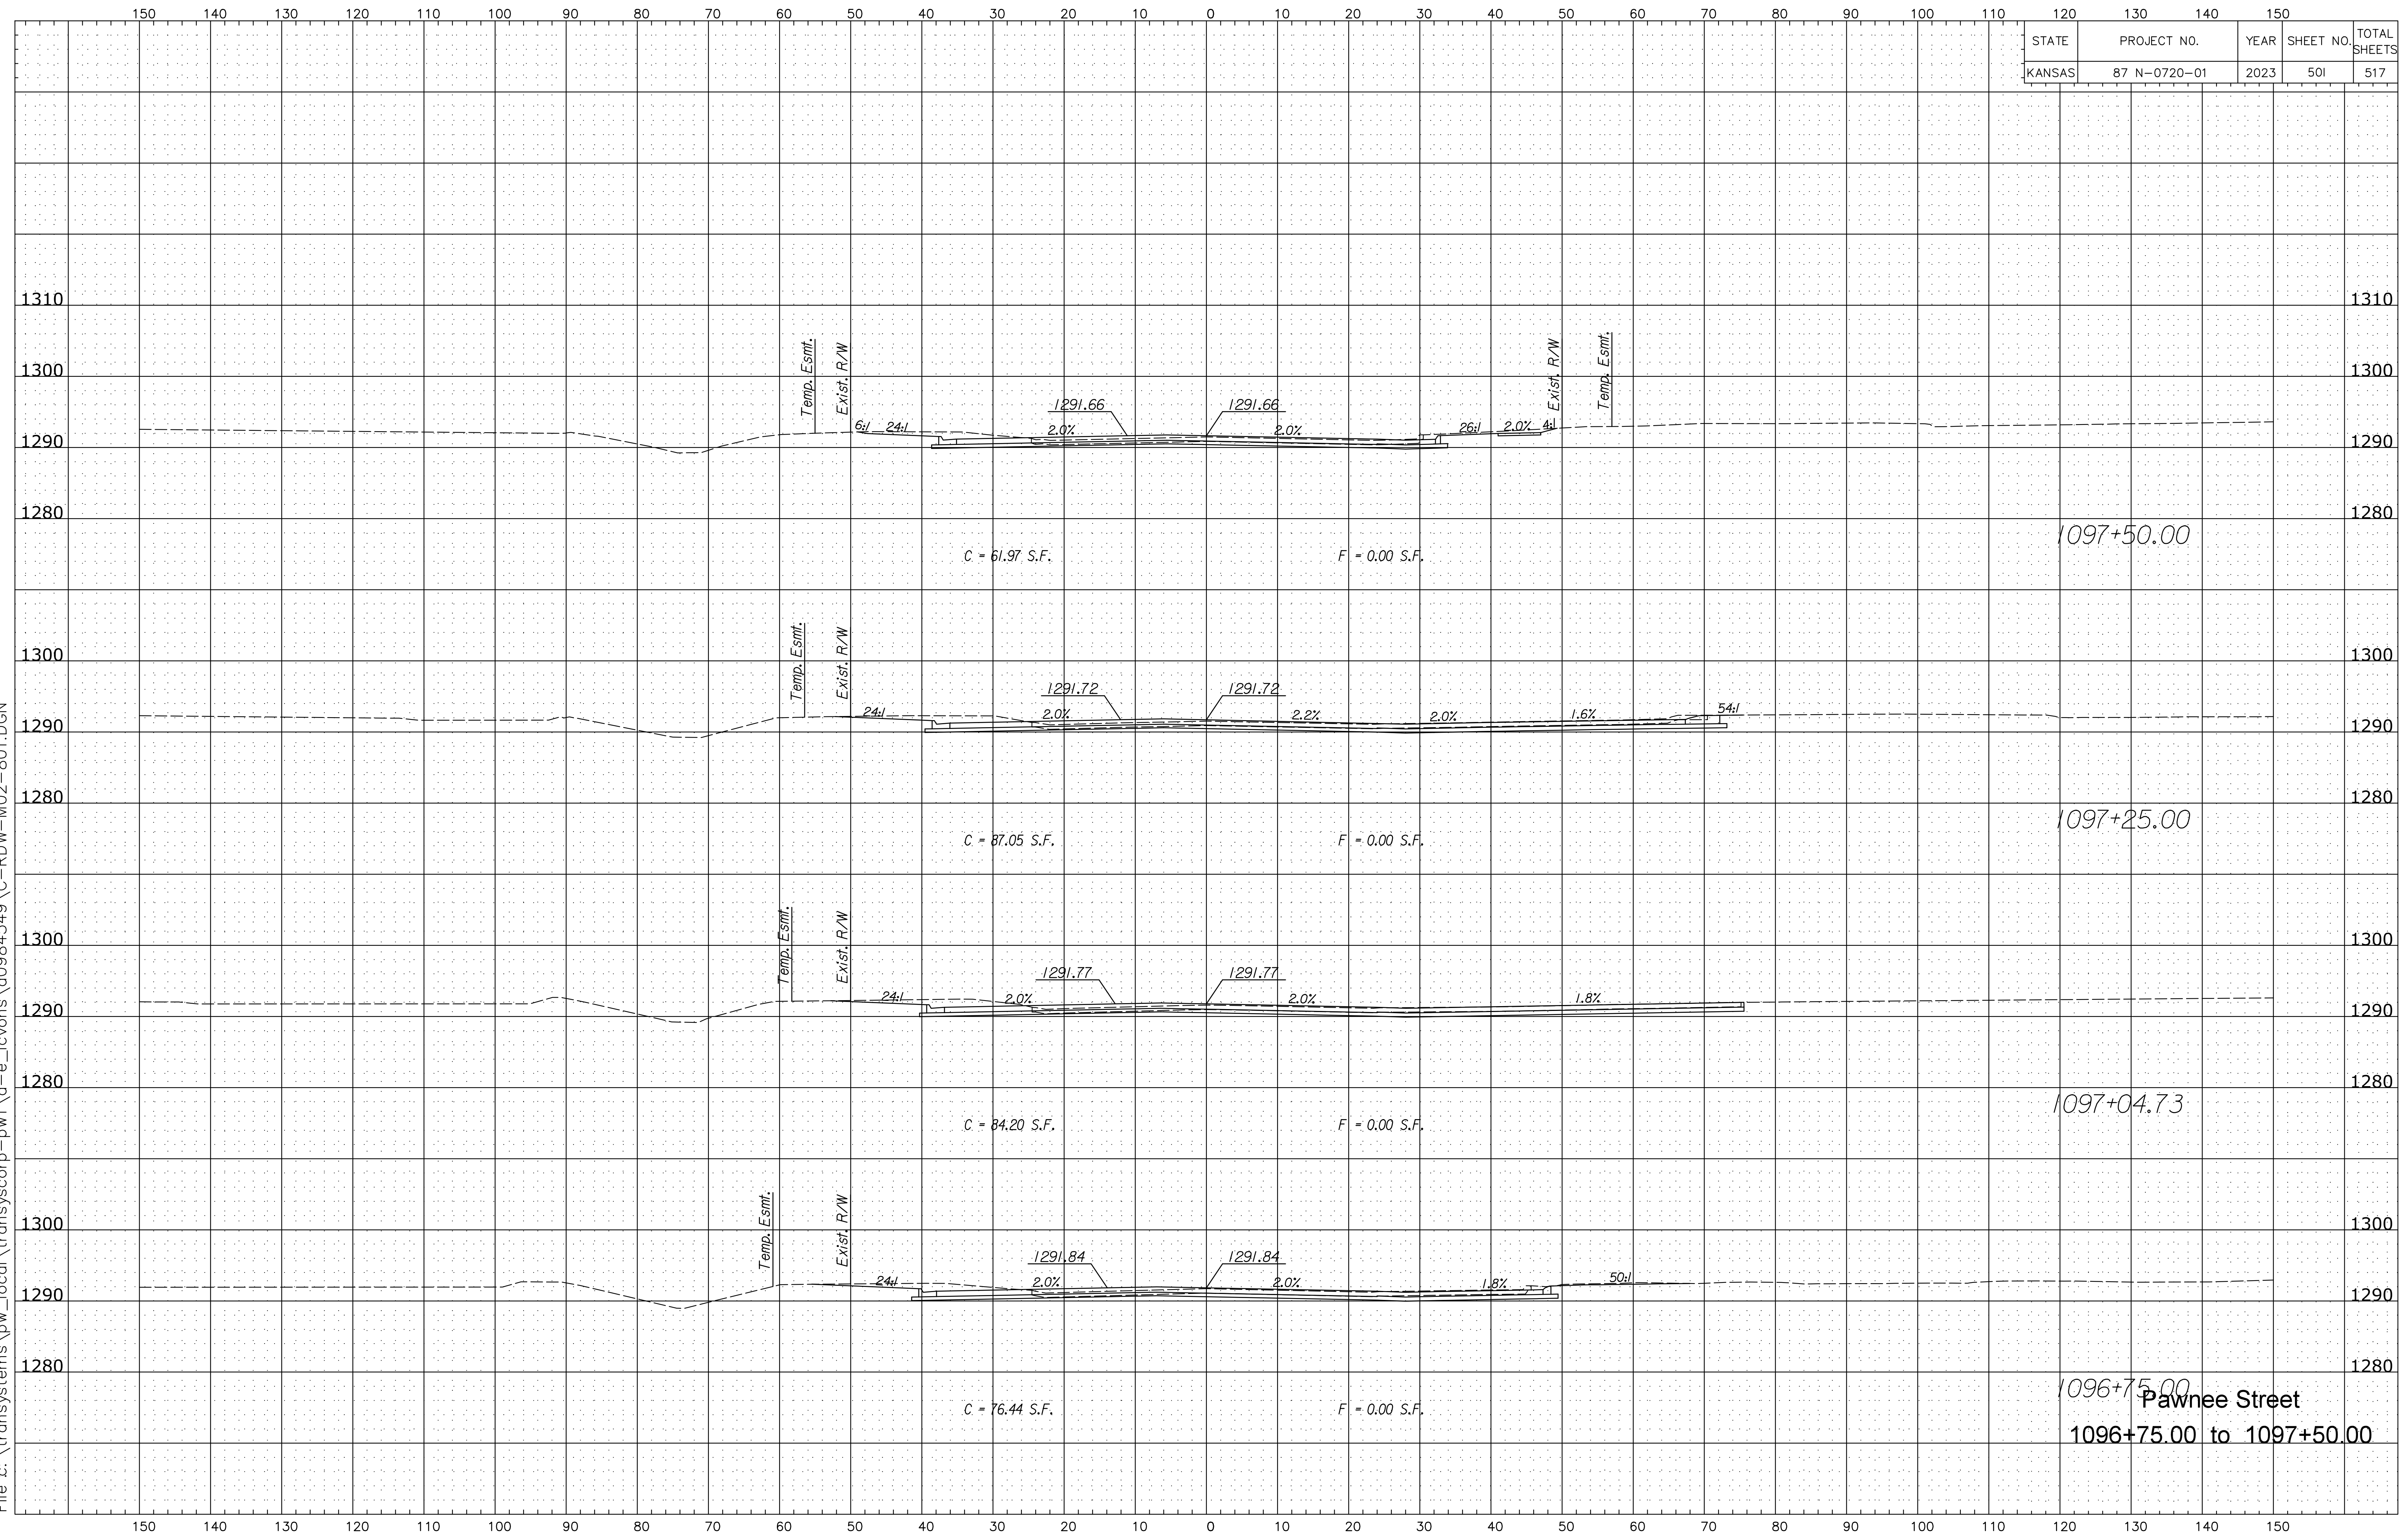 150 140 130 120 110 100 90 80 70 60 50 40 30 20 10 0 10 20 30 40 50 60 70 80 90 100 110 120 130 140 150
STATE PROJECT NO. YEAR SHEET NO. TOTAL SHEETS
KANSAS 87 N-0720-01 2023 501 517
1310 1310
Temp. Esmt. Exist. R/W Exist. R/W Temp. Esmt.
1300 1300
1291.66 1291.66
6:1 24:1 2.0% 2.0% 26:1 2.0% 4:1
1290 1290
1280 1280
1097+50.00
C = 61.97 S.F. F = 0.00 S.F.
Temp. Esmt. Exist. R/W
1300 1300
1291.72 1291.72
24:1 2.0% 2.2% 2.0% 1.6% 54:1
1290 1290
1280 1280
1097+25.00
C = 87.05 S.F. F = 0.00 S.F.
Temp. Esmt. Exist. R/W
1300 1300
1291.77 1291.77
24:1 2.0% 2.0% 1.8%
1290 1290
1280 1280
1097+04.73
C = 84.20 S.F. F = 0.00 S.F.
Temp. Esmt. Exist. R/W
1300 1300
1291.84 1291.84
24:1 2.0% 2.0% 1.8% 50:1
1290 1290
1280 1280
1096+75.00
C = 76.44 S.F. F = 0.00 S.F.
Pawnee Street
1096+75.00 to 1097+50.00
150 140 130 120 110 100 90 80 70 60 50 40 30 20 10 0 10 20 30 40 50 60 70 80 90 100 110 120 130 140 150